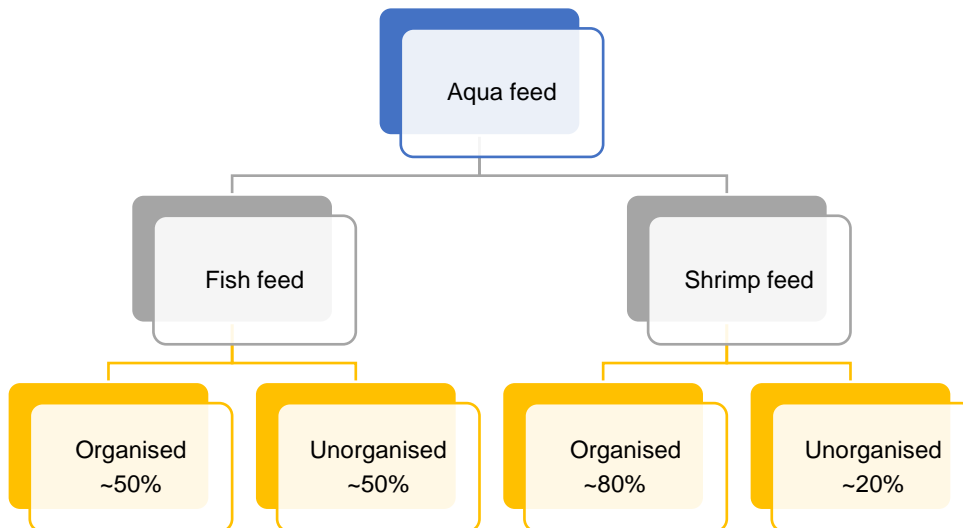 Aqua feed
Fish feed
Shrimp feed
Organised
~50%
Unorganised
~50%
Organised
~80%
Unorganised
~20%